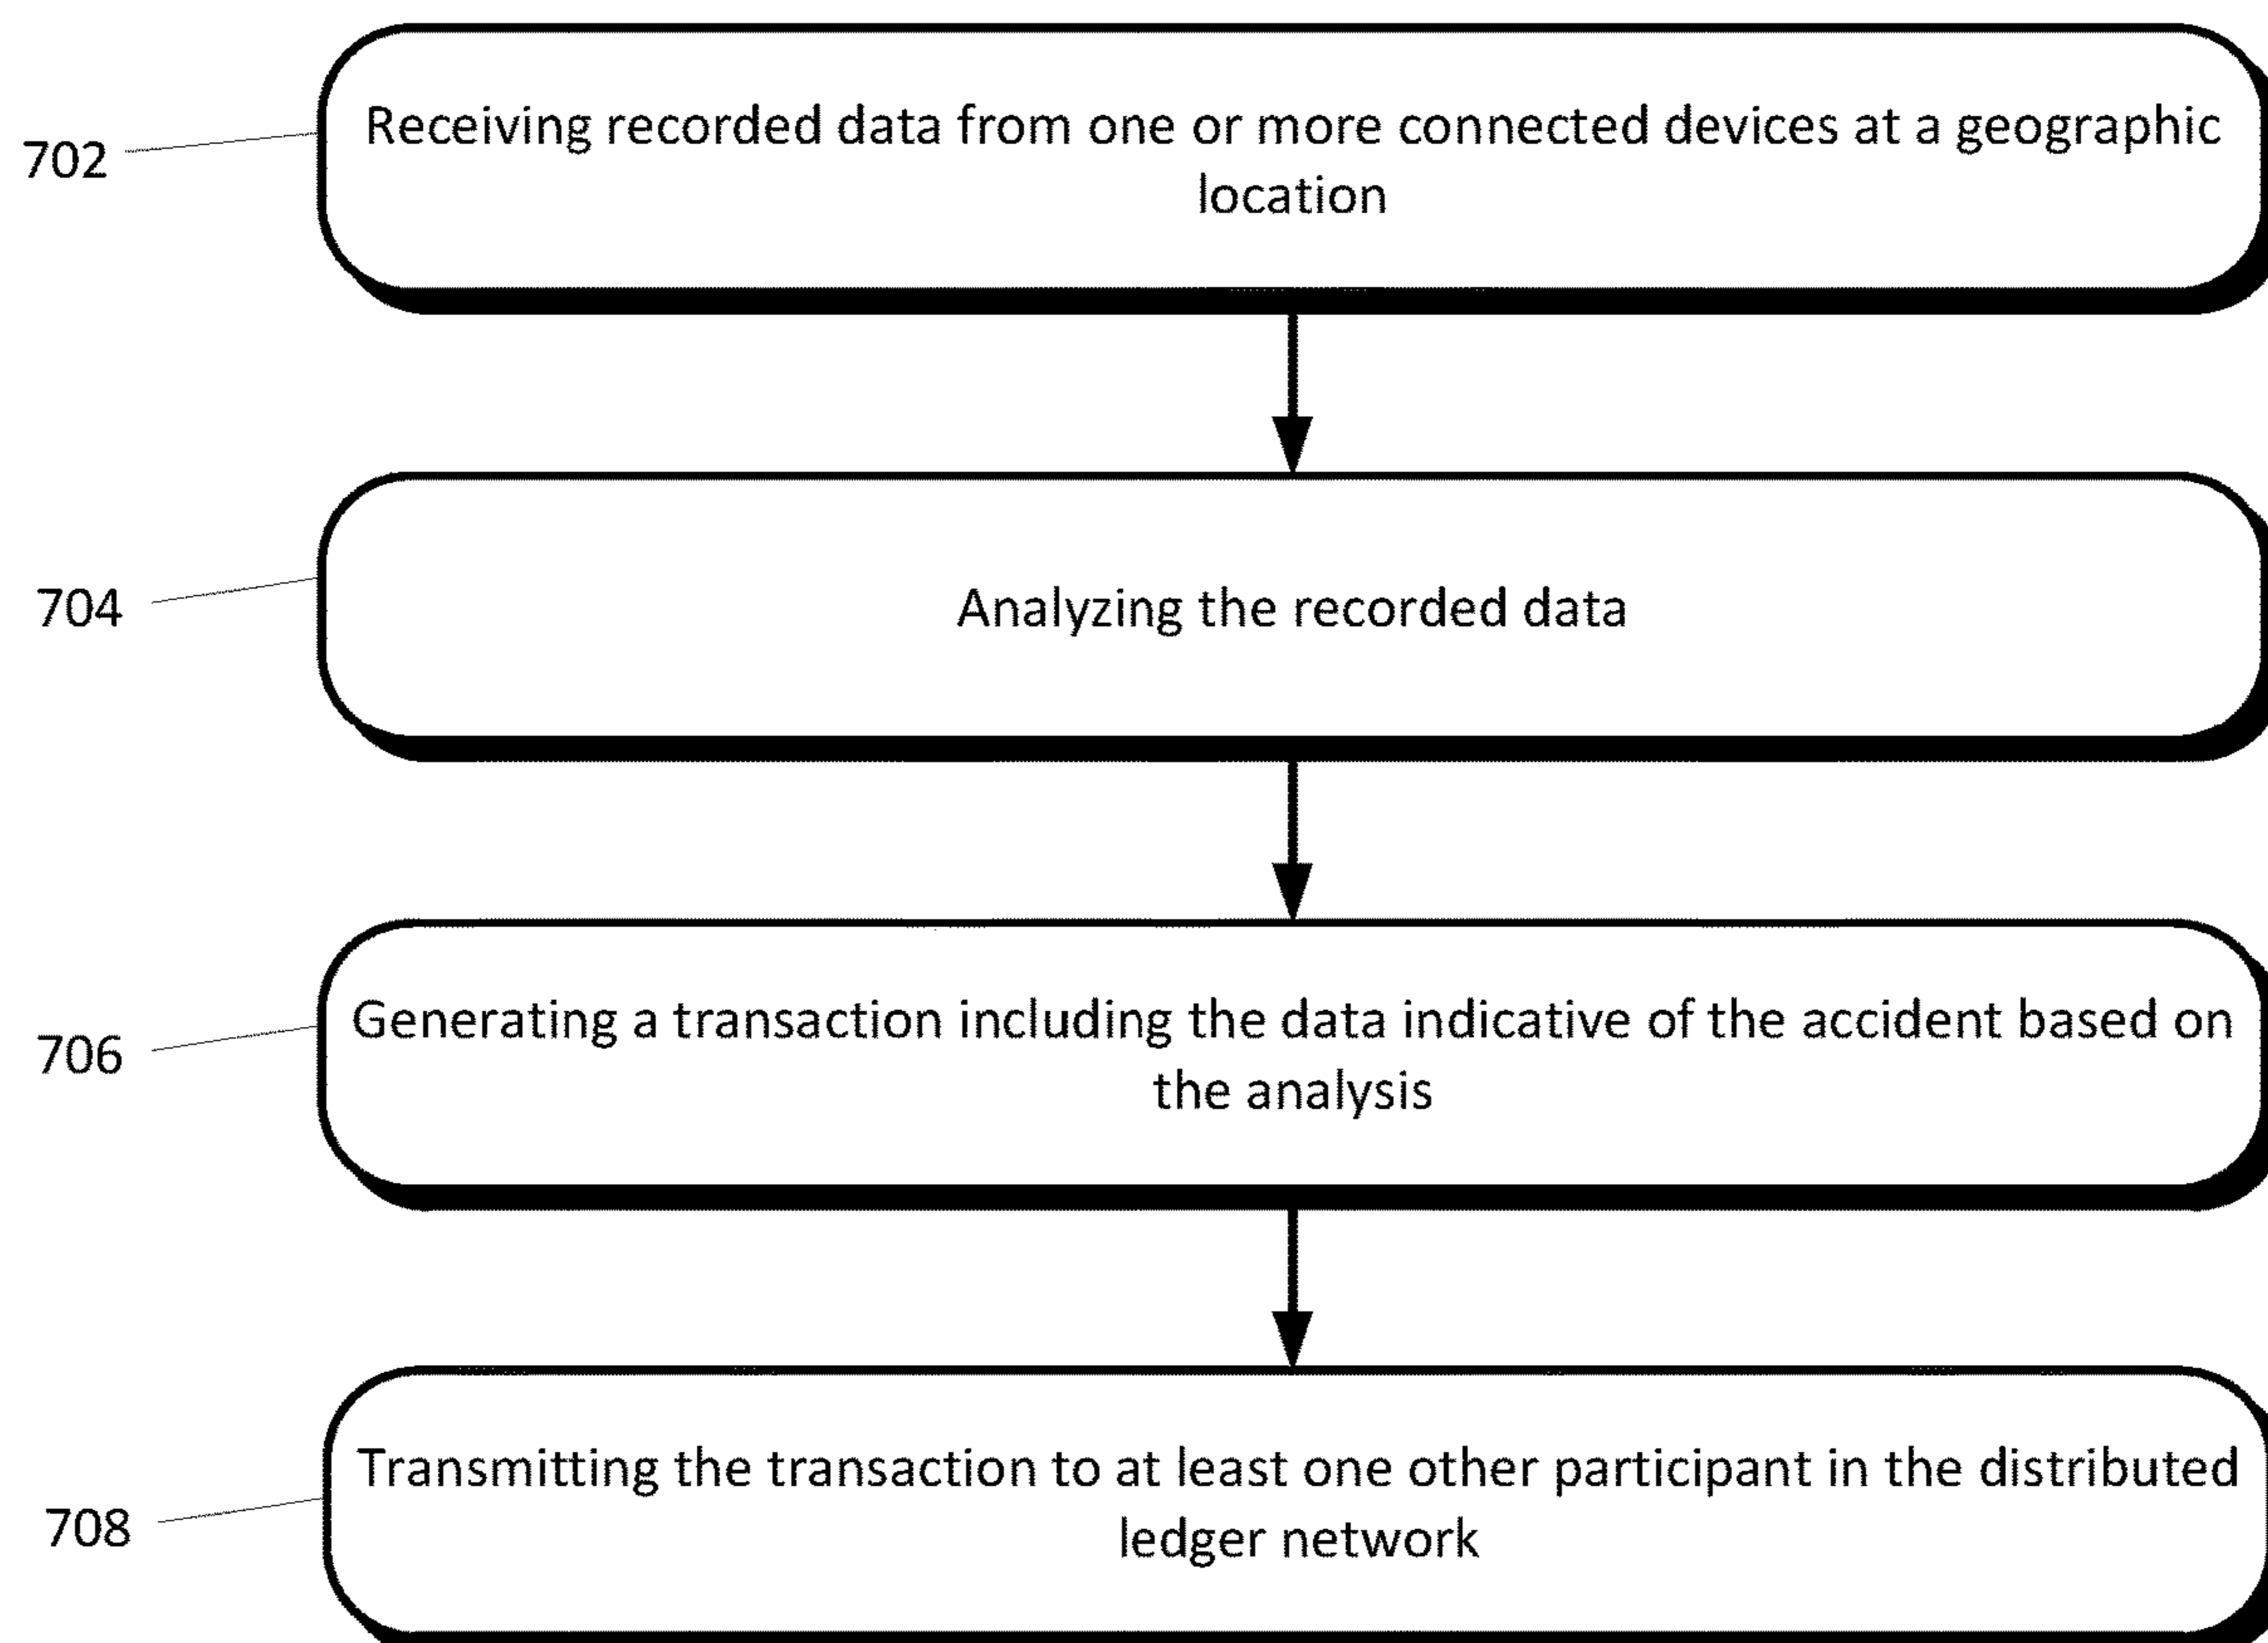 702
Receiving recorded data from one or more connected devices at a geographic
location
704
Analyzing the recorded data
706
Generating a transaction including the data indicative of the accident based on
the analysis
708
Transmitting the transaction to at least one other participant in the distributed
ledger network